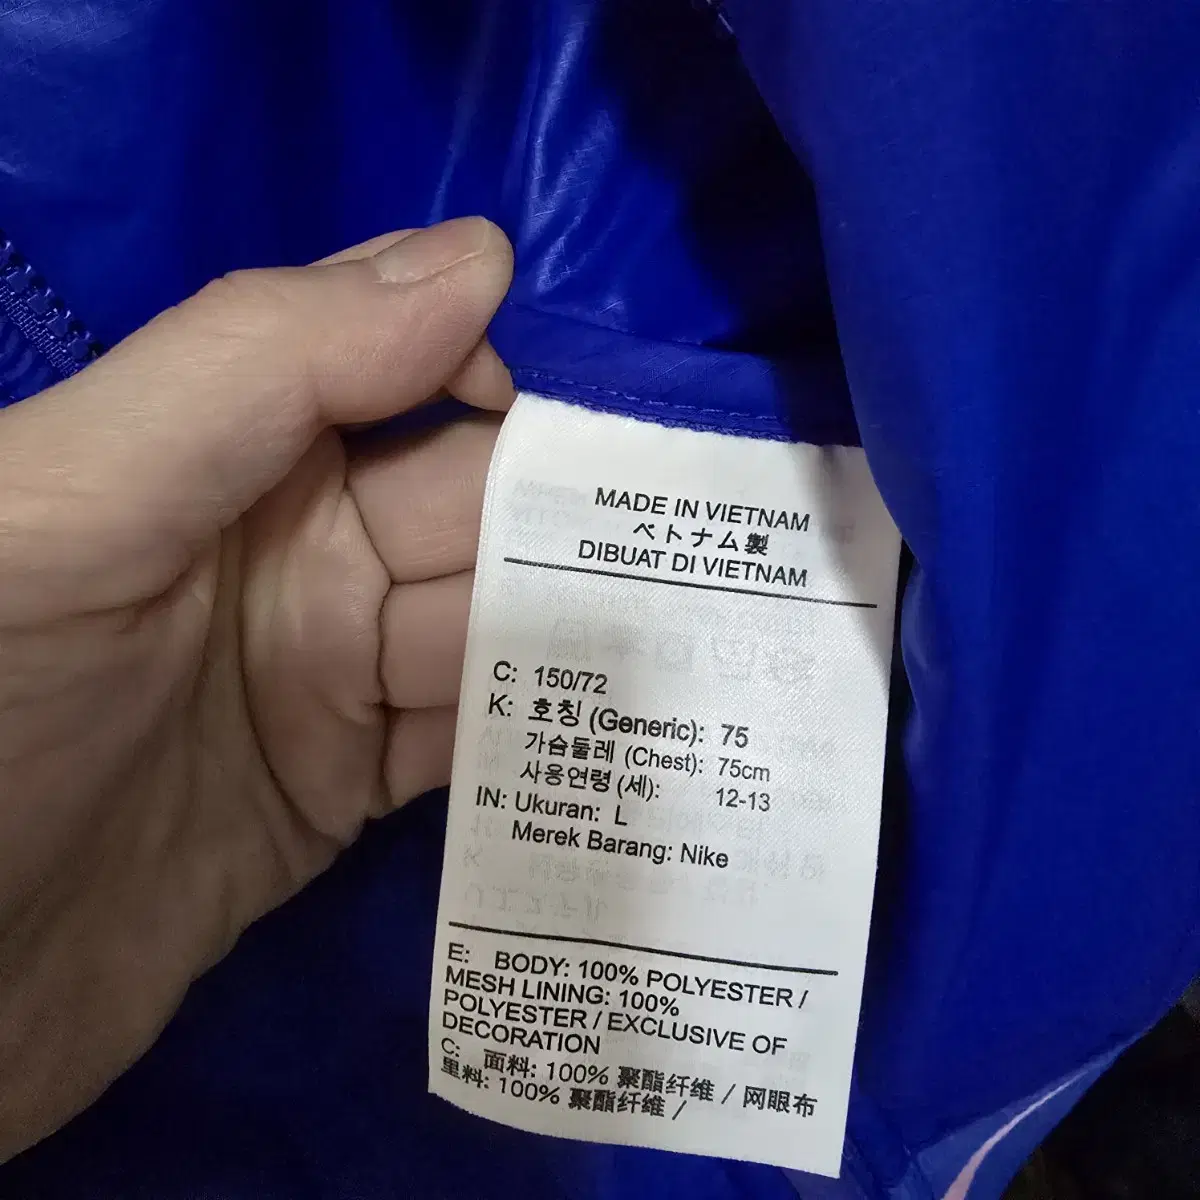 MADE IN VIETNAM
ベトナム製
DIBUAT DI VIETNAM
C: 150/72
K: 호칭 (Generic): 75
가슴둘레 (Chest): 75cm
사용연령 (세): 12-13
IN: Ukuran: L
Merek Barang: Nike
E: BODY: 100% POLYESTER /
MESH LINING: 100%
POLYESTER / EXCLUSIVE OF
DECORATION
C: 面料: 100% 聚酯纤维 / 网眼布
里料: 100% 聚酯纤维 /